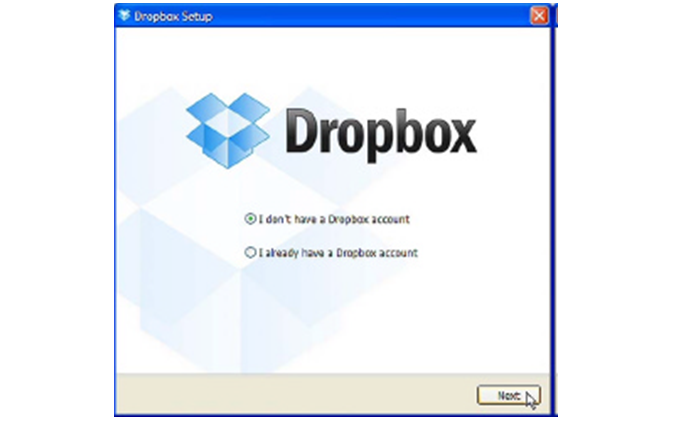 Dropbox Setup
Dropbox
I don't have a Dropbox account
I already have a Dropbox account
Next